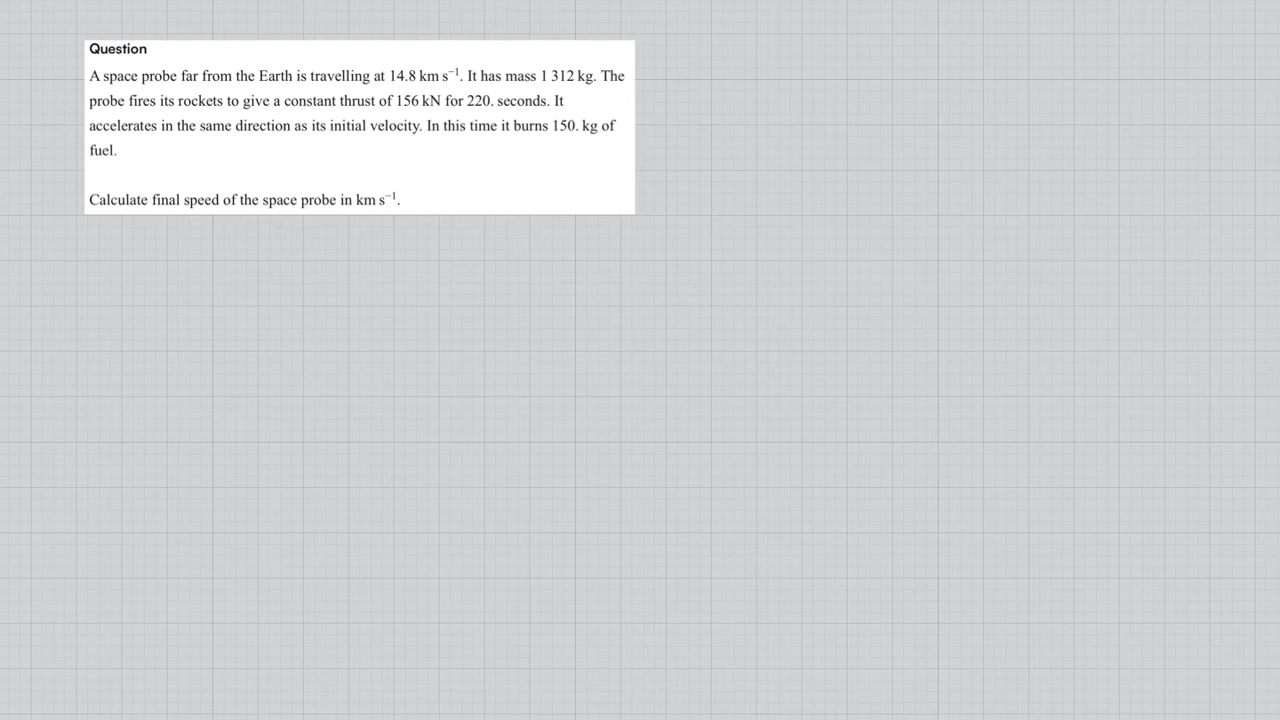 Question
A space probe far from the Earth is travelling at 14.8 km s⁻¹. It has mass 1 312 kg. The
probe fires its rockets to give a constant thrust of 156 kN for 220. seconds. It
accelerates in the same direction as its initial velocity. In this time it burns 150. kg of
fuel.
Calculate final speed of the space probe in km s⁻¹.